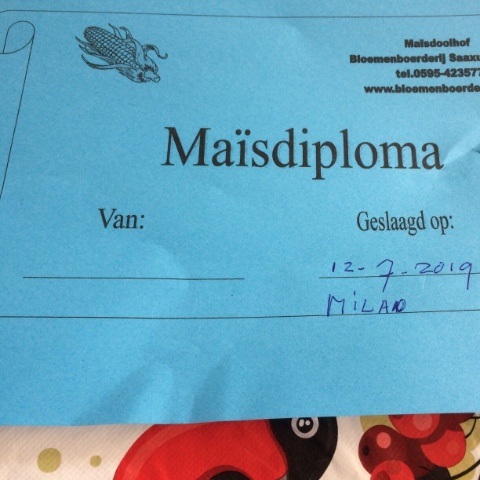 Maïsdoolhof
Bloemenboerderij Saaxu
tel.0595-423577
www.bloemenboerde
Maïsdiploma
Van:
Geslaagd op:
12-7-2019
MILAN